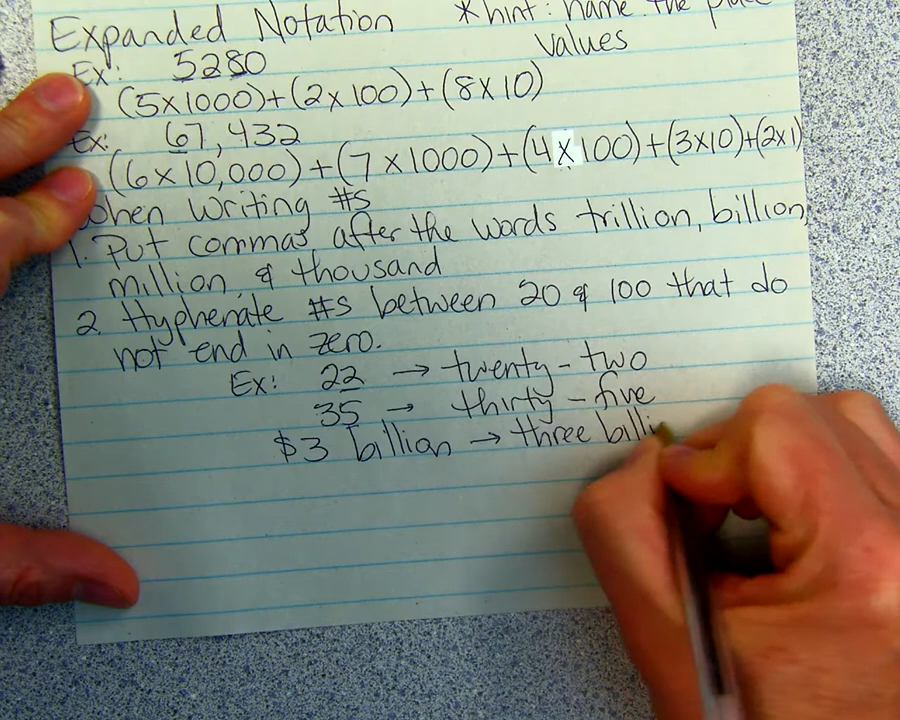 Expanded Notation *hint: name the place
values
Ex: 5280
(5x1000)+(2x100)+(8x10)
Ex: 67,432
(6x10,000)+(7x1000)+(4x100)+(3x10)+(2x1)
When writing #s
1. Put commas after the words trillion, billion,
million, & thousand
2 Hyphenate #s between 20 & 100 that do
not end in zero.
Ex: 22 → twenty-two
35 → thirty-five
$3 billion → three billi